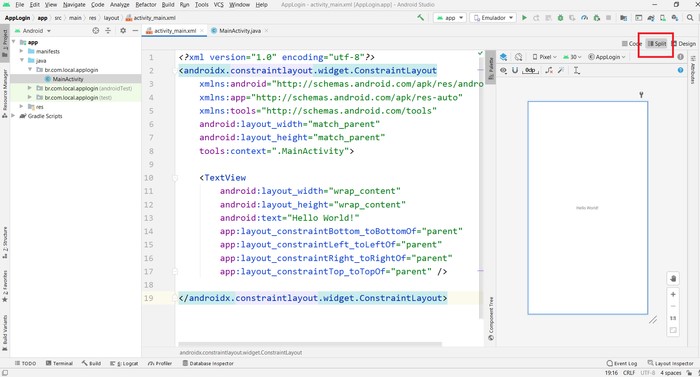 File Edit View Navigate Code Analyze Refactor Build Run Tools VCS Window Help AppLogin - activity_main.xml [AppLogin.app] - Android Studio
AppLogin app src main res layout activity_main.xml app Emulador
1: Project
Resource Manager
Z: Structure
2: Favorites
Build Variants
Android
app
manifests
java
br.com.local.applogin
MainActivity
br.com.local.applogin (androidTest)
br.com.local.applogin (test)
res
Gradle Scripts
activity_main.xml MainActivity.java
Code Split Design
1 <?xml version="1.0" encoding="utf-8"?>
2 <androidx.constraintlayout.widget.ConstraintLayout
3 xmlns:android="http://schemas.android.com/apk/res/andro
4 xmlns:app="http://schemas.android.com/apk/res-auto"
5 xmlns:tools="http://schemas.android.com/tools"
6 android:layout_width="match_parent"
7 android:layout_height="match_parent"
8 tools:context=".MainActivity">
9
10 <TextView
11 android:layout_width="wrap_content"
12 android:layout_height="wrap_content"
13 android:text="Hello World!"
14 app:layout_constraintBottom_toBottomOf="parent"
15 app:layout_constraintLeft_toLeftOf="parent"
16 app:layout_constraintRight_toRightOf="parent"
17 app:layout_constraintTop_toTopOf="parent" />
18
19 </androidx.constraintlayout.widget.ConstraintLayout>
androidx.constraintlayout.widget.ConstraintLayout
Palette
Component Tree
Pixel 30 AppLogin
0dp
Hello World!
1:1
Attributes
TODO Terminal Build 6: Logcat Profiler Database Inspector Event Log Layout Inspector
19:16 CRLF UTF-8 4 spaces